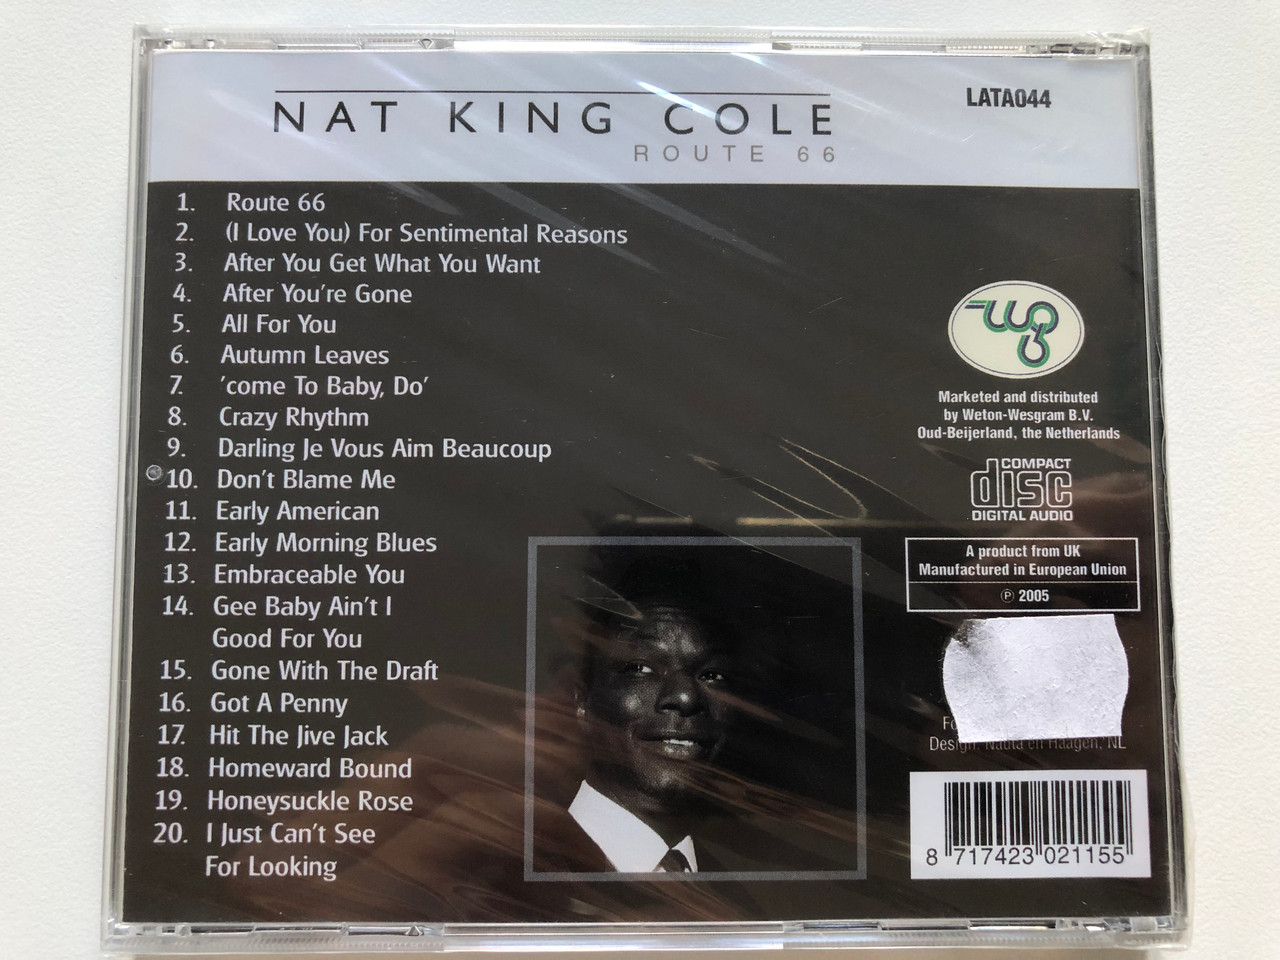 NAT KING COLE
ROUTE 66
LATA044
1. Route 66
2. (I Love You) For Sentimental Reasons
3. After You Get What You Want
4. After You're Gone
5. All For You
6. Autumn Leaves
7. 'come To Baby, Do'
8. Crazy Rhythm
9. Darling Je Vous Aim Beaucoup
10. Don't Blame Me
11. Early American
12. Early Morning Blues
13. Embraceable You
14. Gee Baby Ain't I
Good For You
15. Gone With The Draft
16. Got A Penny
17. Hit The Jive Jack
18. Homeward Bound
19. Honeysuckle Rose
20. I Just Can't See
For Looking
Marketed and distributed
by Weton-Wesgram B.V.
Oud-Beijerland, the Netherlands
COMPACT
disc
DIGITAL AUDIO
A product from UK
Manufactured in European Union
℗ 2005
Design: Nauta en Haagen, NL
8 717423 021155